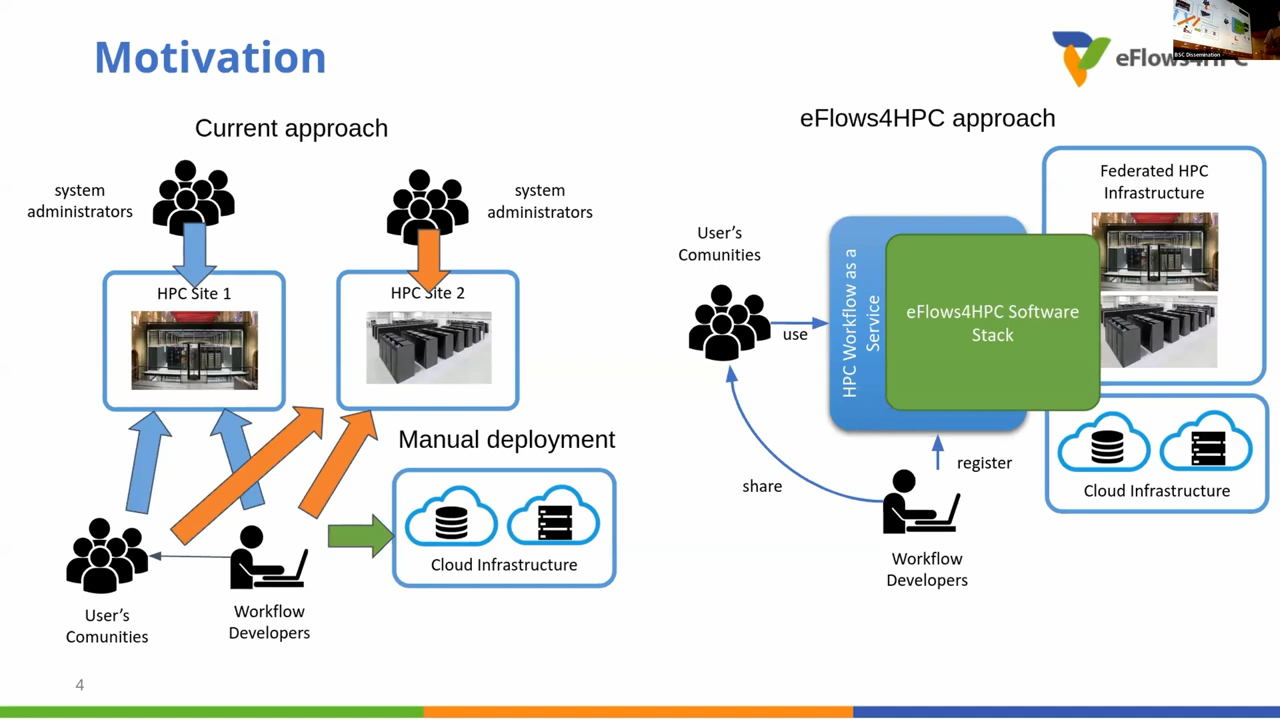 Motivation
eFlows4HPC
BSC Dissemination
Current approach
system
administrators
system
administrators
HPC Site 1
HPC Site 2
Manual deployment
Cloud Infrastructure
User's
Comunities
Workflow
Developers
eFlows4HPC approach
Federated HPC
Infrastructure
User's
Comunities
use
HPC Workflow as a
Service
eFlows4HPC Software
Stack
share
register
Cloud Infrastructure
Workflow
Developers
4